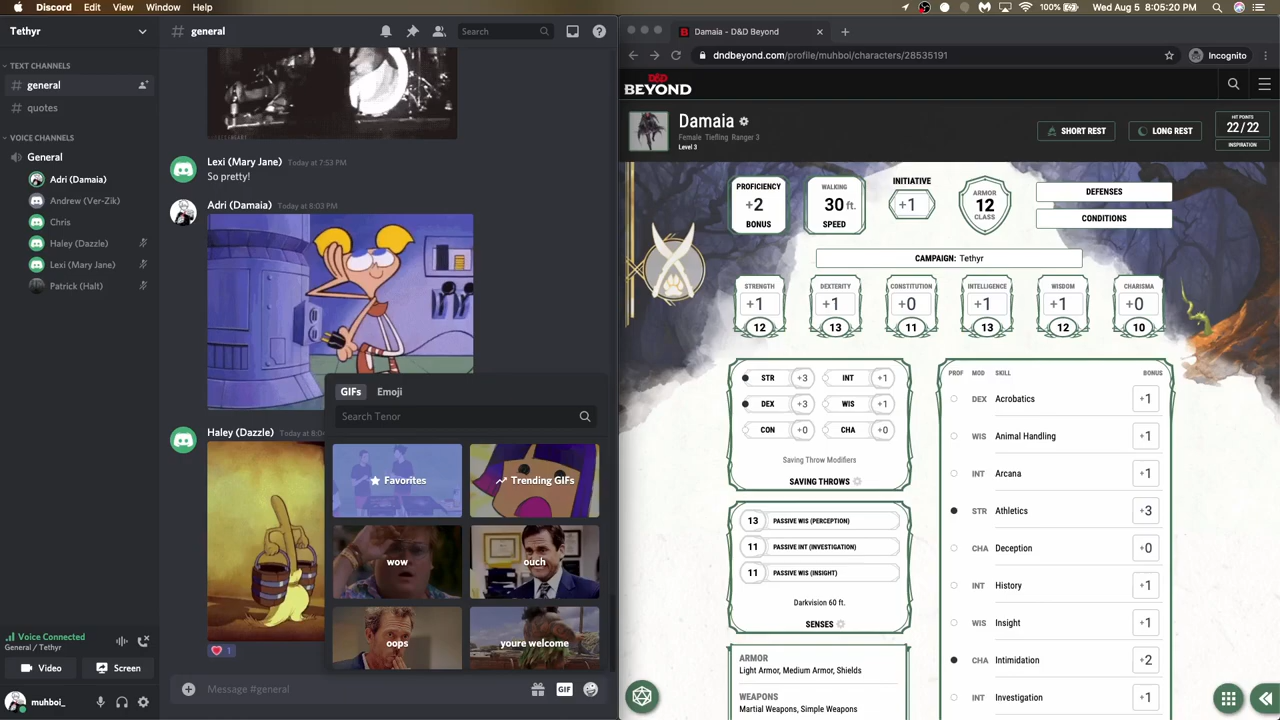 Discord Edit View Window Help
Tethyr
TEXT CHANNELS
# general
# quotes
VOICE CHANNELS
General
Adri (Damaia)
Andrew (Ver-Zik)
Chris
Haley (Dazzle)
Lexi (Mary Jane)
Patrick (Halt)
Voice Connected
General / Tethyr
Screen
muhboi_
# general
Search
Lexi (Mary Jane) Today at 7:53 PM
So pretty!
Adri (Damaia) Today at 8:03 PM
Haley (Dazzle)
1
GIFs Emoji
Search Tenor
Favorites
Trending GIFs
wow
ouch
oops
youre welcome
Message #general
GIF
Damaia - D&D Beyond
dndbeyond.com/profile/muhboi/characters/28535191
Incognito
D&D
BEYOND
Damaia
Female Tiefling Ranger 3
Level 3
SHORT REST
LONG REST
HIT POINTS
22/22
INSPIRATION
PROFICIENCY
+2
BONUS
WALKING
30 ft.
SPEED
INITIATIVE
+1
ARMOR
12
CLASS
DEFENSES
CONDITIONS
CAMPAIGN: Tethyr
STRENGTH
+1
12
DEXTERITY
+1
13
CONSTITUTION
+0
11
INTELLIGENCE
+1
13
WISDOM
+1
12
CHARISMA
+0
10
STR +3 INT +1
DEX +3 WIS +1
CON +0 CHA +0
Saving Throw Modifiers
SAVING THROWS
13 PASSIVE WIS (PERCEPTION)
11 PASSIVE INT (INVESTIGATION)
11 PASSIVE WIS (INSIGHT)
Darkvision 60 ft.
SENSES
ARMOR
Light Armor, Medium Armor, Shields
WEAPONS
Martial Weapons, Simple Weapons
PROF MOD SKILL BONUS
DEX Acrobatics +1
WIS Animal Handling +1
INT Arcana +1
STR Athletics +3
CHA Deception +0
INT History +1
WIS Insight +1
CHA Intimidation +2
INT Investigation +1